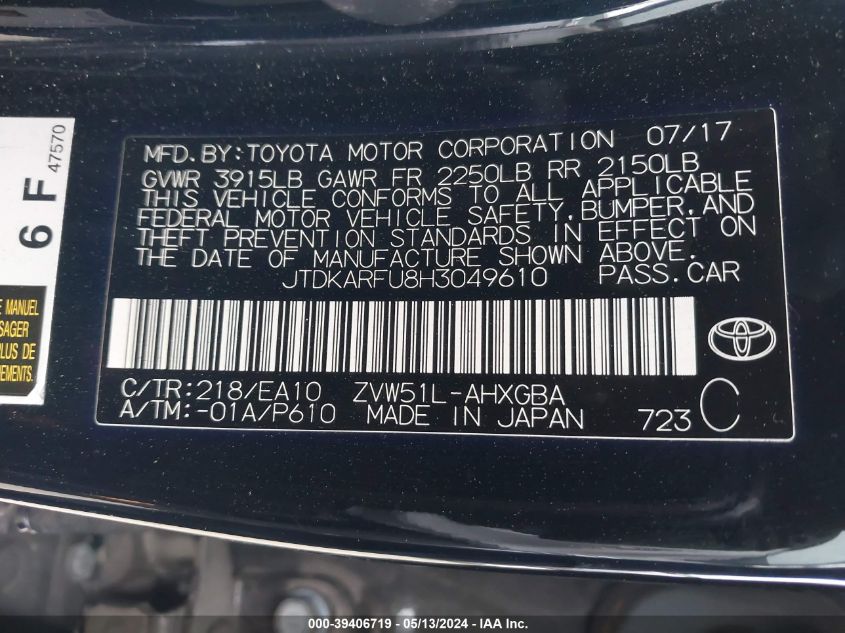 MFD.BY:TOYOTA MOTOR CORPORATION 07/17
GVWR 3915LB GAWR FR 2250LB RR 2150LB
THIS VEHICLE CONFORMS TO ALL APPLICABLE
FEDERAL MOTOR VEHICLE SAFETY,BUMPER,AND
THEFT PREVENTION STANDARDS IN EFFECT ON
THE DATE OF MANUFACTURE SHOWN ABOVE.
JTDKARFU8H3049610 PASS.CAR
C/TR:218/EA10 ZVW51L-AHXGBA
A/TM:-01A/P610 MADE IN JAPAN 723 C
6 F
47570
E MANUEL
SAGER
LUS DE
NEMENTS.
000-39406719 - 05/13/2024 - IAAI.com